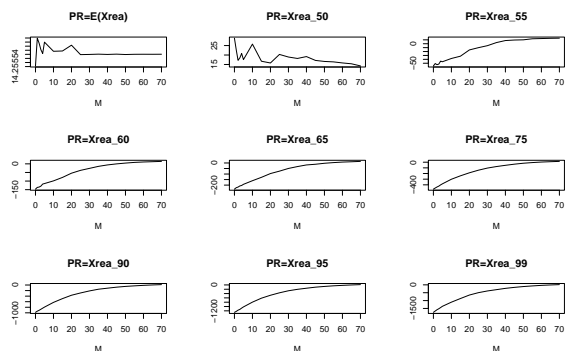 PR=E(Xrea) PR=Xrea_50 PR=Xrea_55
14.25554
0 10 20 30 40 50 60 70
M
15 25
0 10 20 30 40 50 60 70
M
−50 0
0 10 20 30 40 50 60 70
M
PR=Xrea_60 PR=Xrea_65 PR=Xrea_75
−150 0
0 10 20 30 40 50 60 70
M
−200 0
0 10 20 30 40 50 60 70
M
−400 0
0 10 20 30 40 50 60 70
M
PR=Xrea_90 PR=Xrea_95 PR=Xrea_99
−1000 0
0 10 20 30 40 50 60 70
M
−1200 0
0 10 20 30 40 50 60 70
M
−1500 0
0 10 20 30 40 50 60 70
M